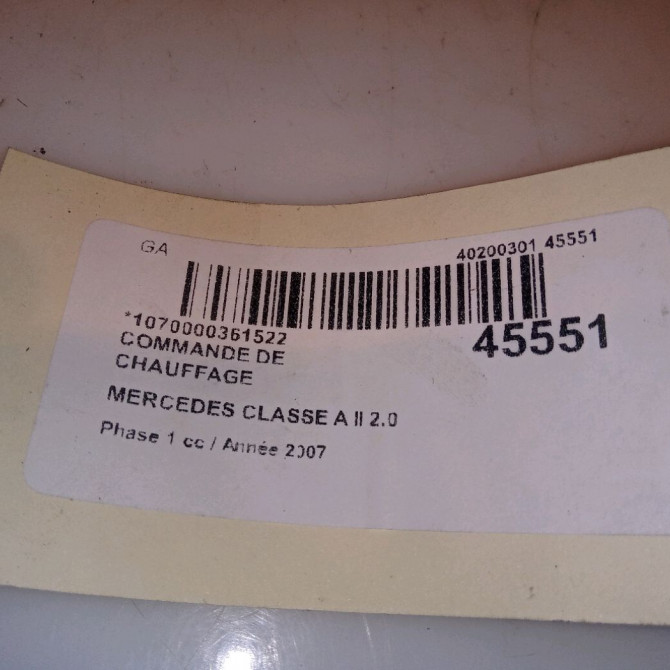 GA
40200301 45551
*1070000361522
45551
COMMANDE DE
CHAUFFAGE
MERCEDES CLASSE A II 2.0
Phase 1 cc / Année 2007